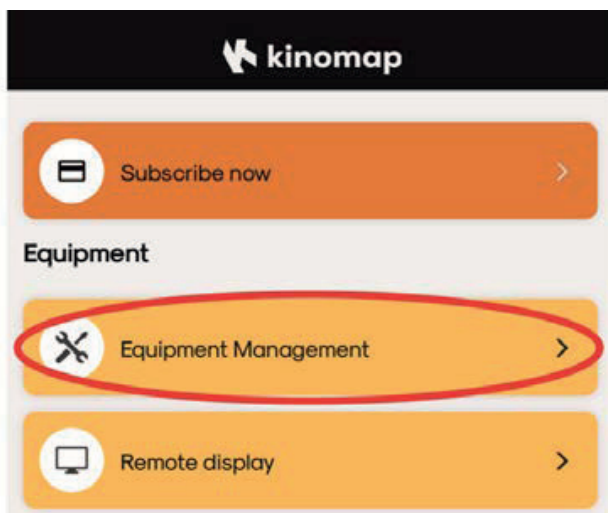 kinomap
Subscribe now
Equipment
Equipment Management
Remote display